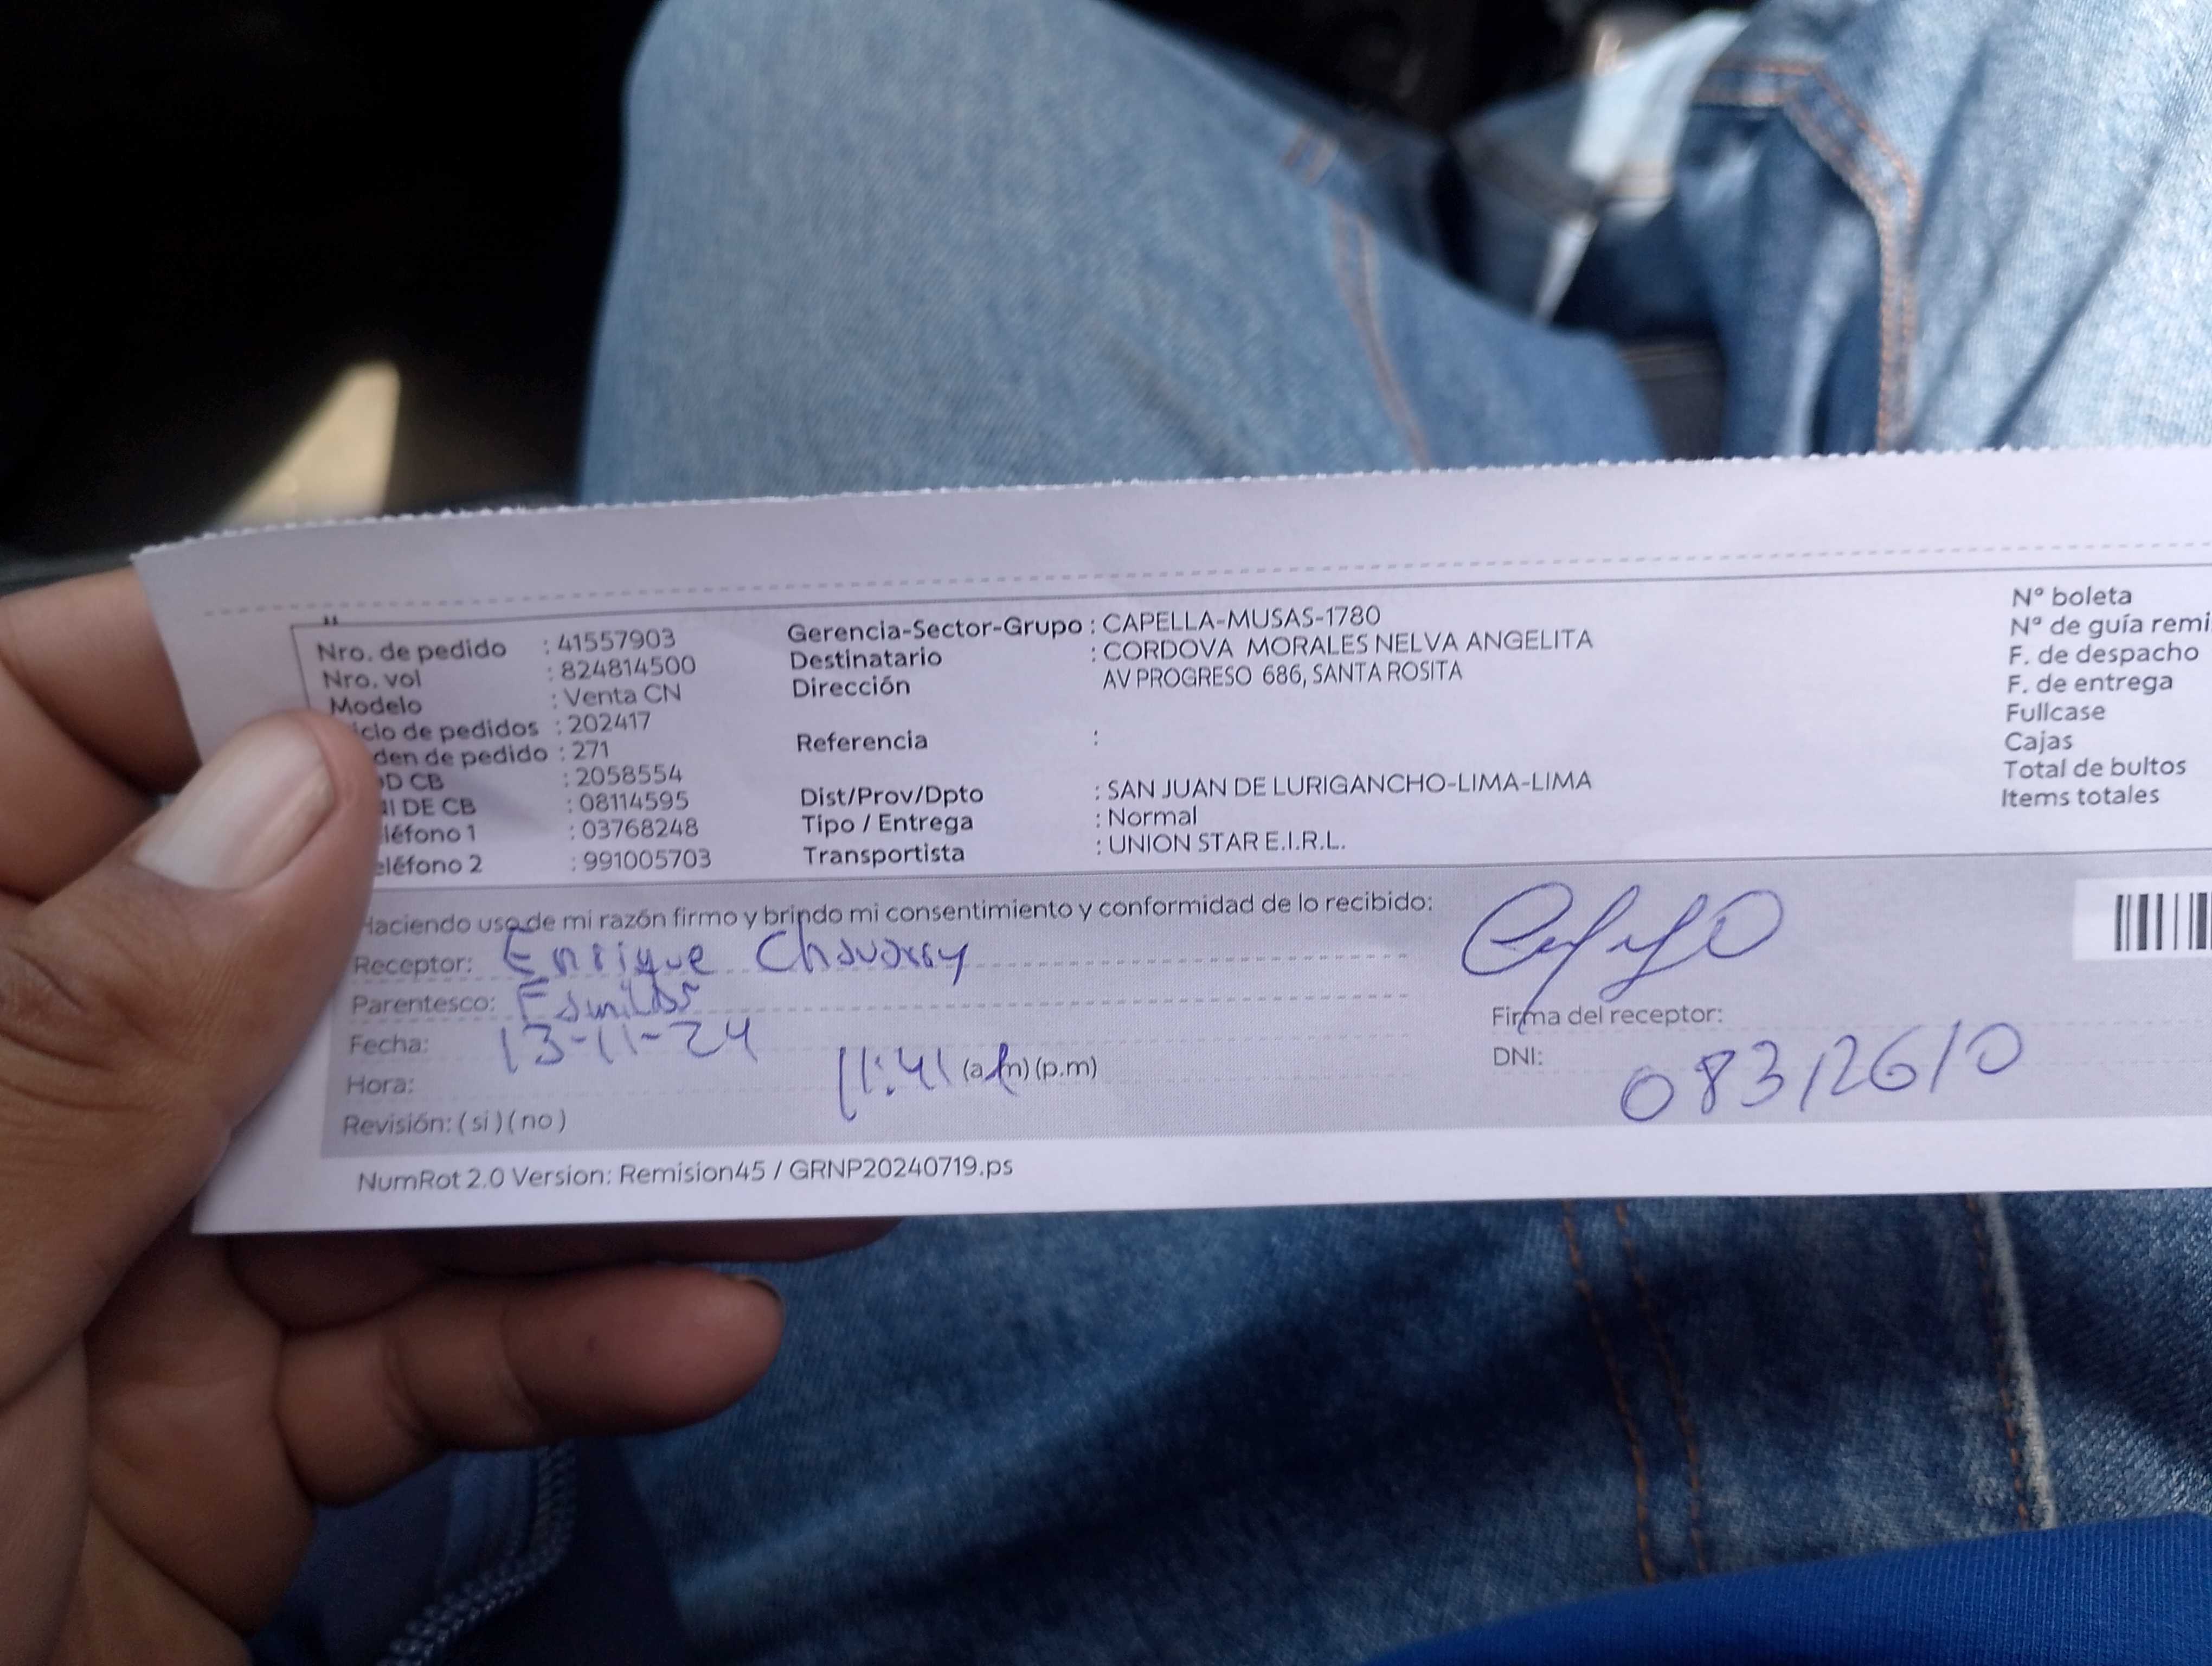 Nro. de pedido : 41557903
Nro. vol : 824814500
Modelo : Venta CN
iclo de pedidos : 202417
den de pedido : 271
D CB : 2058554
I DE CB : 08114595
léfono 1 : 03768248
eléfono 2 : 991005703
Gerencia-Sector-Grupo : CAPELLA-MUSAS-1780
Destinatario : CORDOVA MORALES NELVA ANGELITA
Dirección AV PROGRESO 686, SANTA ROSITA
Referencia :
Dist/Prov/Dpto : SAN JUAN DE LURIGANCHO-LIMA-LIMA
Tipo / Entrega : Normal
Transportista : UNION STAR E.I.R.L.
N° boleta
N° de guía remi
F. de despacho
F. de entrega
Fullcase
Cajas
Total de bultos
Items totales
Haciendo uso de mi razón firmo y brindo mi consentimiento y conformidad de lo recibido:
Receptor: Enrique
Parentesco:
Fecha: 13-11-24
Hora: 11:41 (a.m) (p.m)
Revisión: (si) (no)
Firma del receptor:
DNI: 08312610
NumRot 2.0 Version: Remision45 / GRNP20240719.ps